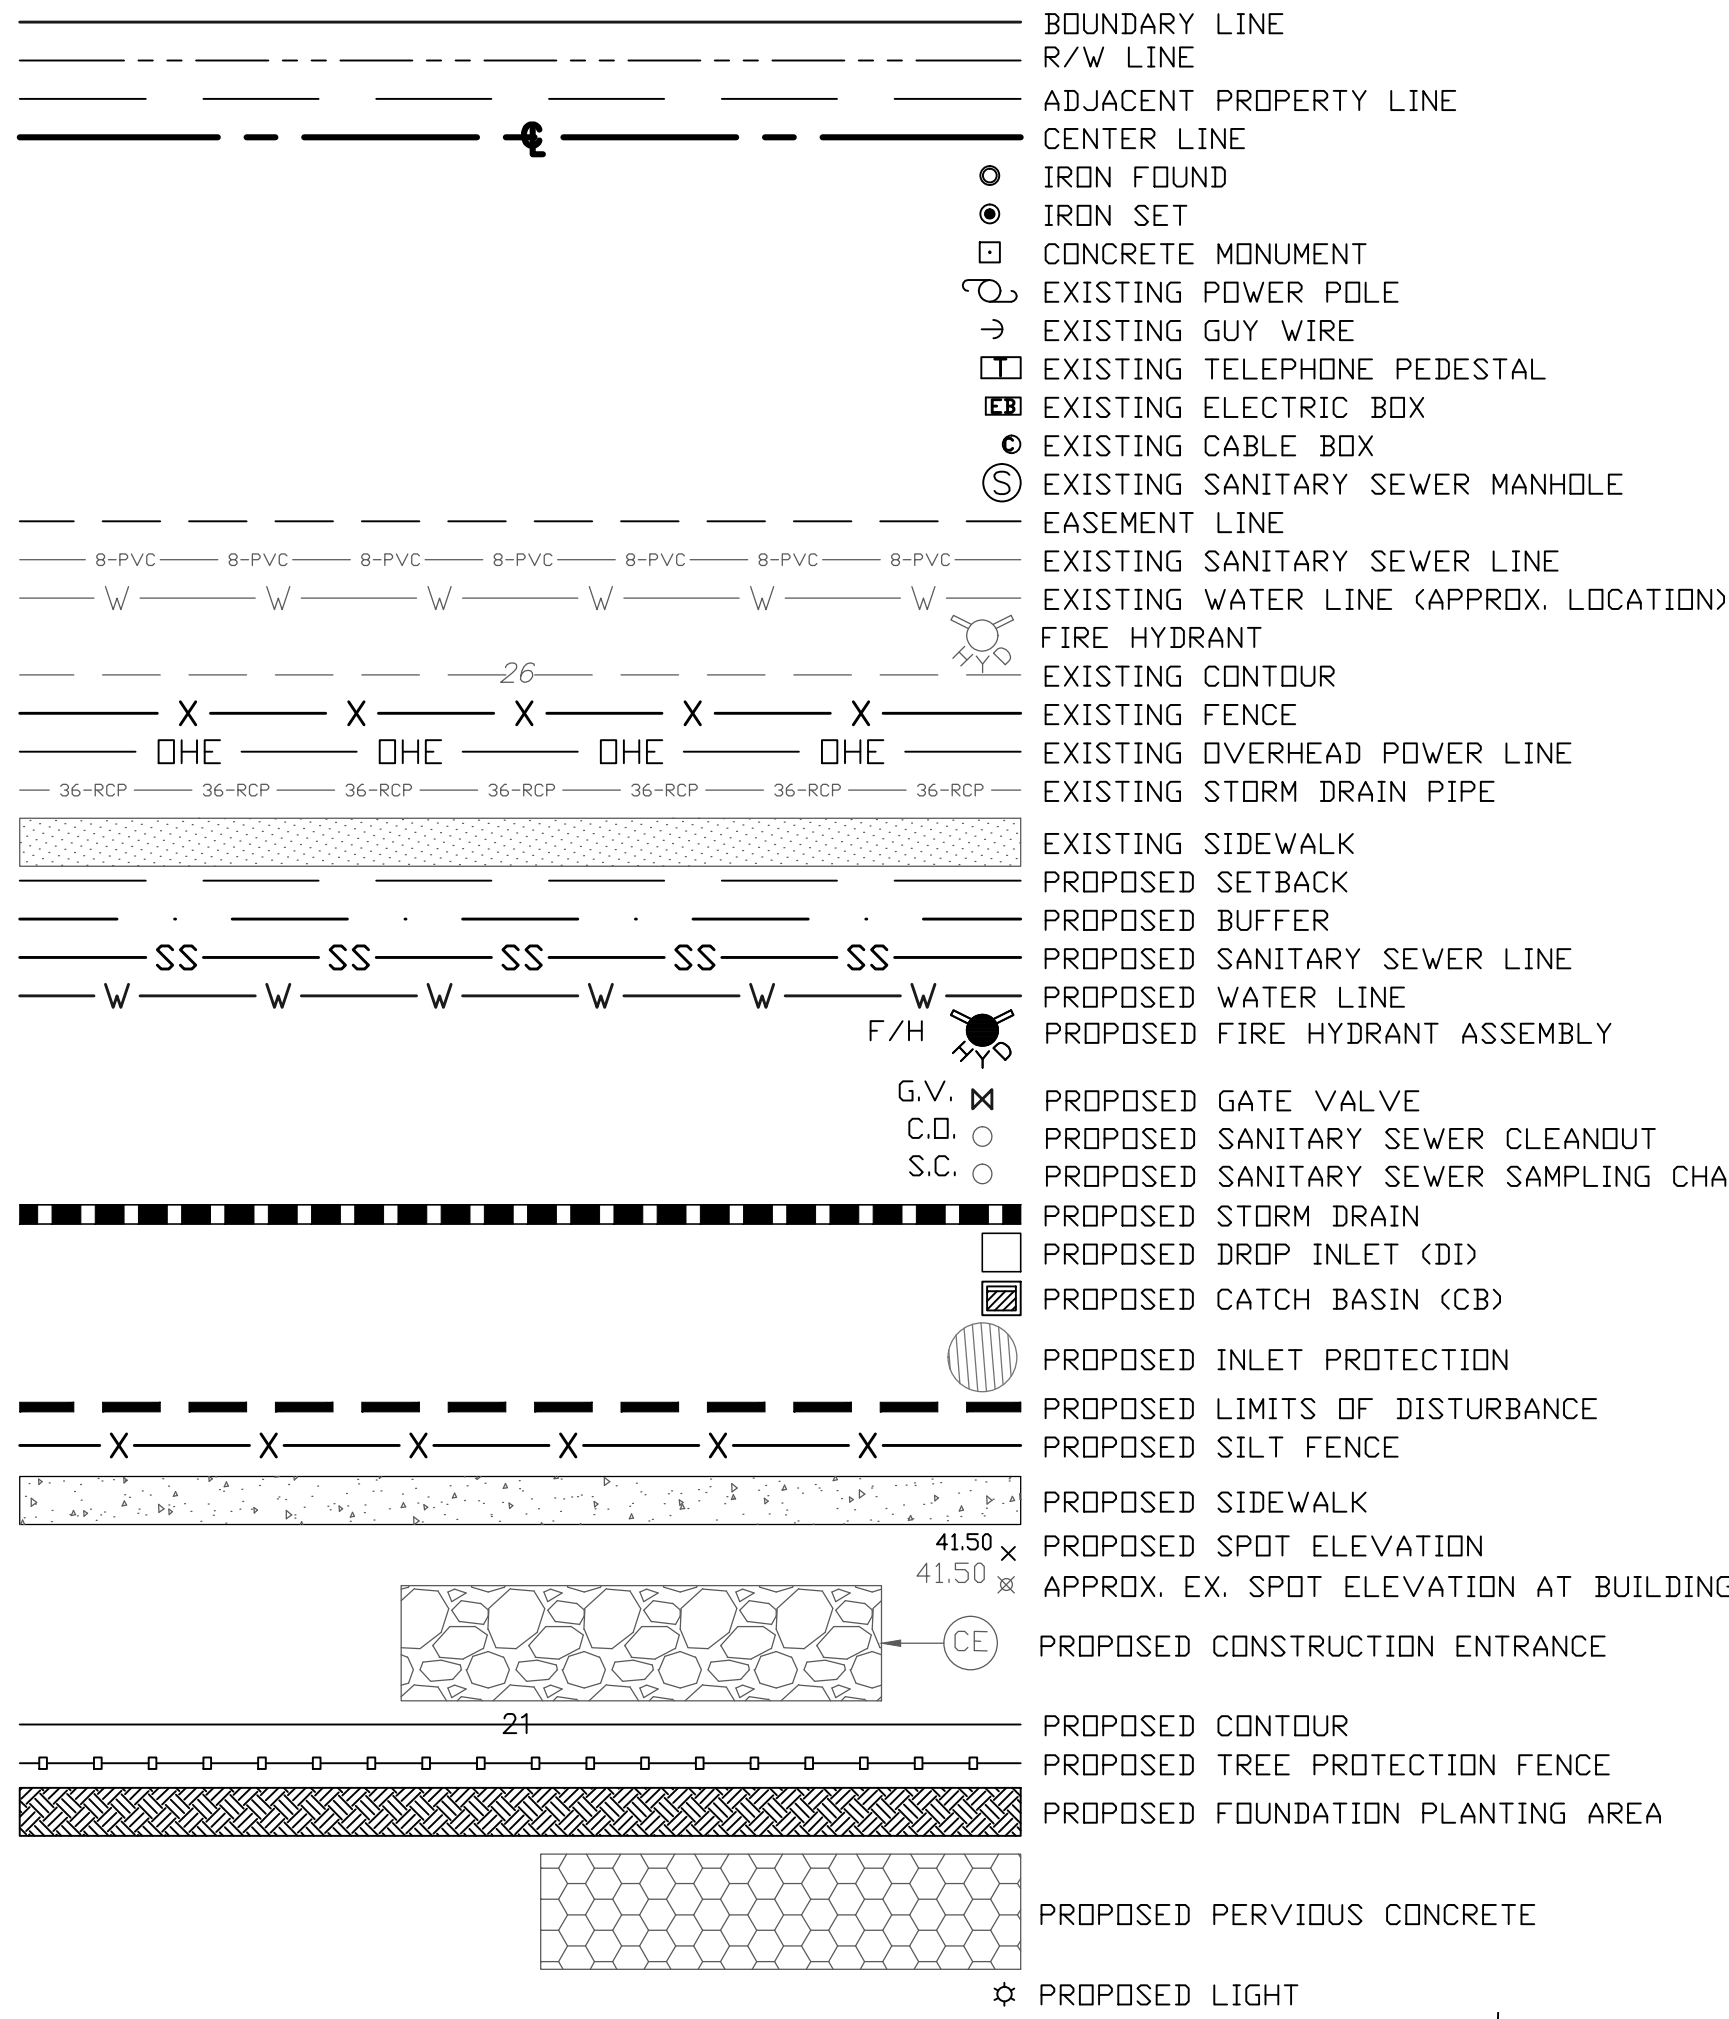 BOUNDARY LINE
R/W LINE
ADJACENT PROPERTY LINE
CL CENTER LINE
IRON FOUND
IRON SET
CONCRETE MONUMENT
EXISTING POWER POLE
EXISTING GUY WIRE
T EXISTING TELEPHONE PEDESTAL
EB EXISTING ELECTRIC BOX
C EXISTING CABLE BOX
S EXISTING SANITARY SEWER MANHOLE
EASEMENT LINE
8-PVC 8-PVC 8-PVC 8-PVC 8-PVC 8-PVC 8-PVC EXISTING SANITARY SEWER LINE
W W W W W W EXISTING WATER LINE (APPROX. LOCATION)
HYD FIRE HYDRANT
26 EXISTING CONTOUR
X X X X X EXISTING FENCE
OHE OHE OHE OHE EXISTING OVERHEAD POWER LINE
36-RCP 36-RCP 36-RCP 36-RCP 36-RCP 36-RCP 36-RCP EXISTING STORM DRAIN PIPE
EXISTING SIDEWALK
PROPOSED SETBACK
PROPOSED BUFFER
SS SS SS SS SS PROPOSED SANITARY SEWER LINE
W W W W W W PROPOSED WATER LINE
F/H HYD PROPOSED FIRE HYDRANT ASSEMBLY
G.V. PROPOSED GATE VALVE
C.O. PROPOSED SANITARY SEWER CLEANOUT
S.C. PROPOSED SANITARY SEWER SAMPLING CHA
PROPOSED STORM DRAIN
PROPOSED DROP INLET (DI)
PROPOSED CATCH BASIN (CB)
PROPOSED INLET PROTECTION
PROPOSED LIMITS OF DISTURBANCE
X X X X X X PROPOSED SILT FENCE
PROPOSED SIDEWALK
41.50 PROPOSED SPOT ELEVATION
41.50 APPROX. EX. SPOT ELEVATION AT BUILDING
CE PROPOSED CONSTRUCTION ENTRANCE
21 PROPOSED CONTOUR
PROPOSED TREE PROTECTION FENCE
PROPOSED FOUNDATION PLANTING AREA
PROPOSED PERVIOUS CONCRETE
PROPOSED LIGHT